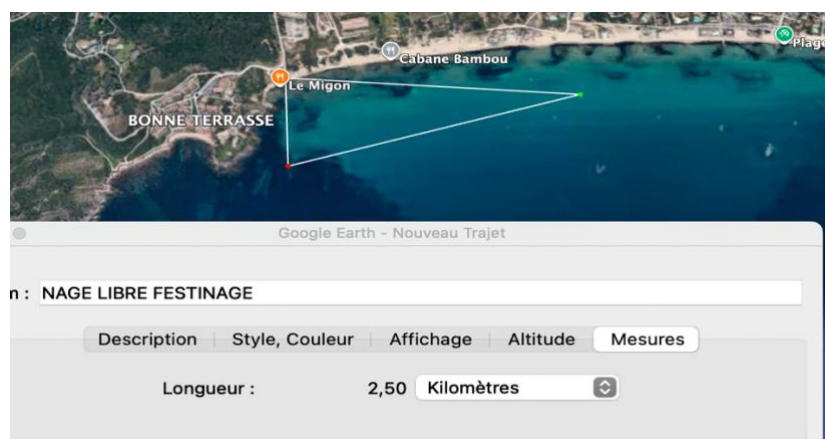 Plage
Cabane Bambou
Le Migon
BONNE TERRASSE
Google Earth - Nouveau Trajet
m : NAGE LIBRE FESTINAGE
Description Style, Couleur Affichage Altitude Mesures
Longueur : 2,50 Kilomètres